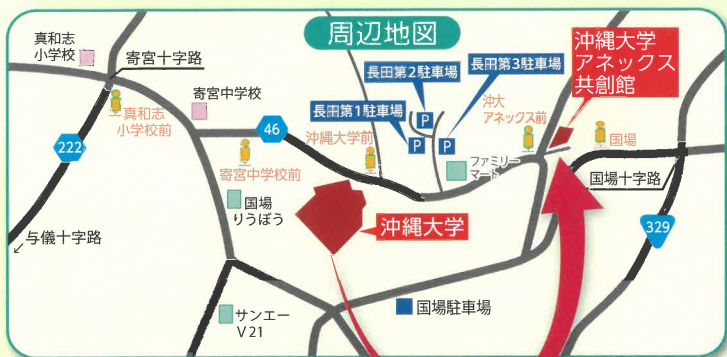 周辺地図
真和志
小学校
寄宮十字路
真和志
小学校前
222
与儀十字路
寄宮中学校
46
寄宮中学校前
国場
りうぼう
サンエー
V21
沖縄大学前
沖縄大学
長田第1駐車場
長田第2駐車場
長田第3駐車場
P
P
P
ファミリー
マート
沖大
アネックス前
沖縄大学
アネックス
共創館
国場
国場十字路
329
国場駐車場